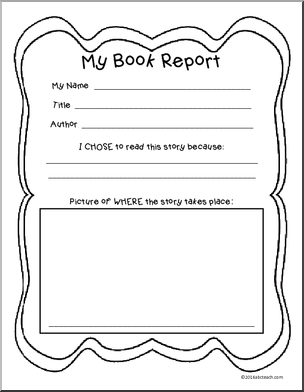 My Book Report
My Name
Title
Author
I CHOSE to read this story because:
Picture of WHERE the story takes place:
©2013abcteach.com